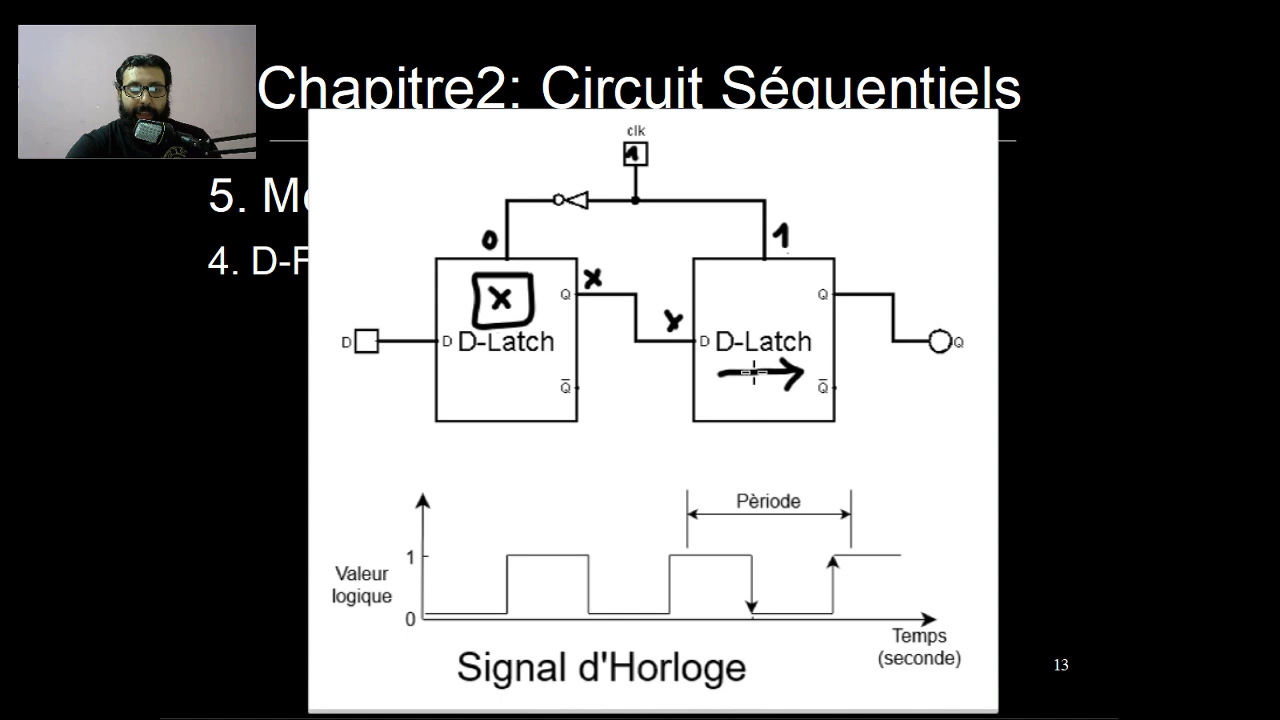 Chapitre2: Circuit Séquentiels
clk
1
5. M
4. D-F
0
1
X
X
X
Q
Q
D
D
D-Latch
D
D-Latch
Q
Q̅
Q̅
Pèriode
1
Valeur
logique
0
Temps
(seconde)
Signal d'Horloge
13